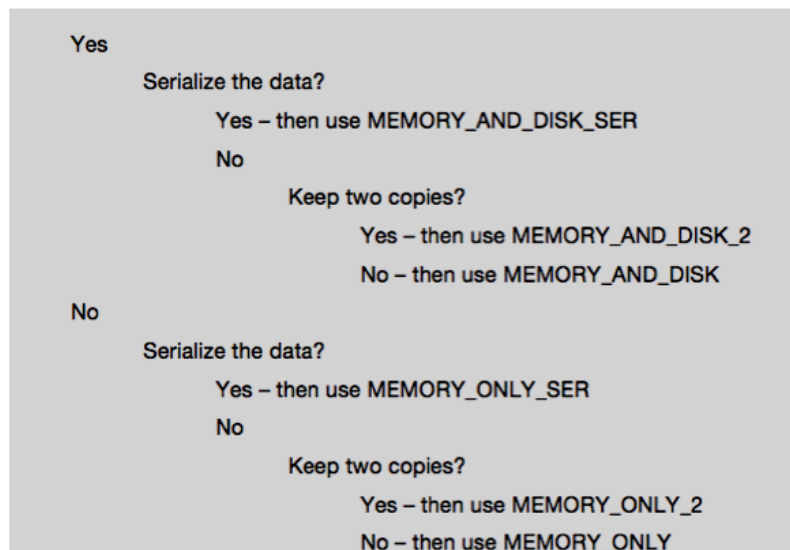 Yes
Serialize the data?
Yes – then use MEMORY_AND_DISK_SER
No
Keep two copies?
Yes – then use MEMORY_AND_DISK_2
No – then use MEMORY_AND_DISK
No
Serialize the data?
Yes – then use MEMORY_ONLY_SER
No
Keep two copies?
Yes – then use MEMORY_ONLY_2
No – then use MEMORY_ONLY